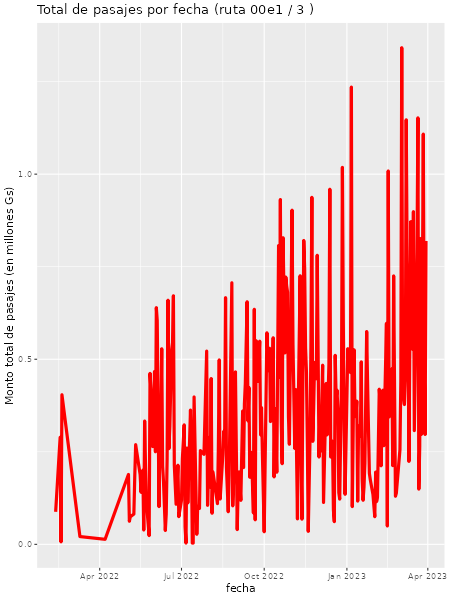 Total de pasajes por fecha (ruta 00e1 / 3 )
Monto total de pasajes (en millones Gs)
1.0
0.5
0.0
Apr 2022 Jul 2022 Oct 2022 Jan 2023 Apr 2023
fecha